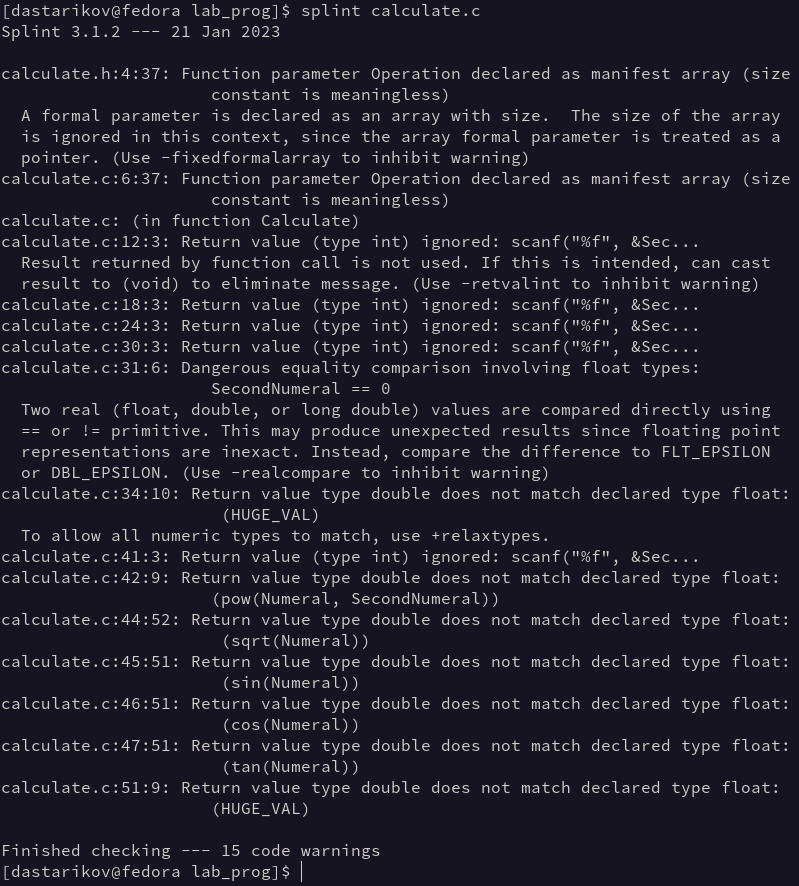 [dastarikov@fedora lab_prog]$ splint calculate.c
Splint 3.1.2 --- 21 Jan 2023

calculate.h:4:37: Function parameter Operation declared as manifest array (size
                     constant is meaningless)
  A formal parameter is declared as an array with size.  The size of the array
  is ignored in this context, since the array formal parameter is treated as a
  pointer. (Use -fixedformalarray to inhibit warning)
calculate.c:6:37: Function parameter Operation declared as manifest array (size
                     constant is meaningless)
calculate.c: (in function Calculate)
calculate.c:12:3: Return value (type int) ignored: scanf("%f", &Sec...
  Result returned by function call is not used. If this is intended, can cast
  result to (void) to eliminate message. (Use -retvalint to inhibit warning)
calculate.c:18:3: Return value (type int) ignored: scanf("%f", &Sec...
calculate.c:24:3: Return value (type int) ignored: scanf("%f", &Sec...
calculate.c:30:3: Return value (type int) ignored: scanf("%f", &Sec...
calculate.c:31:6: Dangerous equality comparison involving float types:
                     SecondNumeral == 0
  Two real (float, double, or long double) values are compared directly using
  == or != primitive. This may produce unexpected results since floating point
  representations are inexact. Instead, compare the difference to FLT_EPSILON
  or DBL_EPSILON. (Use -realcompare to inhibit warning)
calculate.c:34:10: Return value type double does not match declared type float:
                      (HUGE_VAL)
  To allow all numeric types to match, use +relaxtypes.
calculate.c:41:3: Return value (type int) ignored: scanf("%f", &Sec...
calculate.c:42:9: Return value type double does not match declared type float:
                     (pow(Numeral, SecondNumeral))
calculate.c:44:52: Return value type double does not match declared type float:
                      (sqrt(Numeral))
calculate.c:45:51: Return value type double does not match declared type float:
                      (sin(Numeral))
calculate.c:46:51: Return value type double does not match declared type float:
                      (cos(Numeral))
calculate.c:47:51: Return value type double does not match declared type float:
                      (tan(Numeral))
calculate.c:51:9: Return value type double does not match declared type float:
                     (HUGE_VAL)

Finished checking --- 15 code warnings
[dastarikov@fedora lab_prog]$